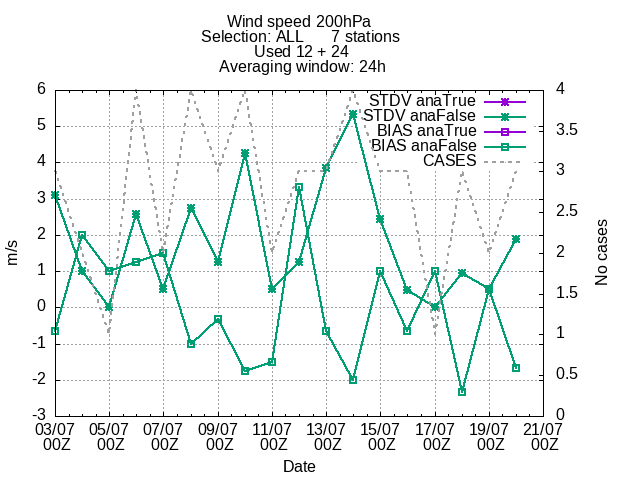 Wind speed 200hPa
Selection: ALL 7 stations
Used 12 + 24
Averaging window: 24h
STDV anaTrue
STDV anaFalse
BIAS anaTrue
BIAS anaFalse
CASES
6
5
4
3
2
1
0
-1
-2
-3
m/s
4
3.5
3
2.5
2
1.5
1
0.5
0
No cases
03/07 05/07 07/07 09/07 11/07 13/07 15/07 17/07 19/07 21/07
00Z 00Z 00Z 00Z 00Z 00Z 00Z 00Z 00Z 00Z
Date